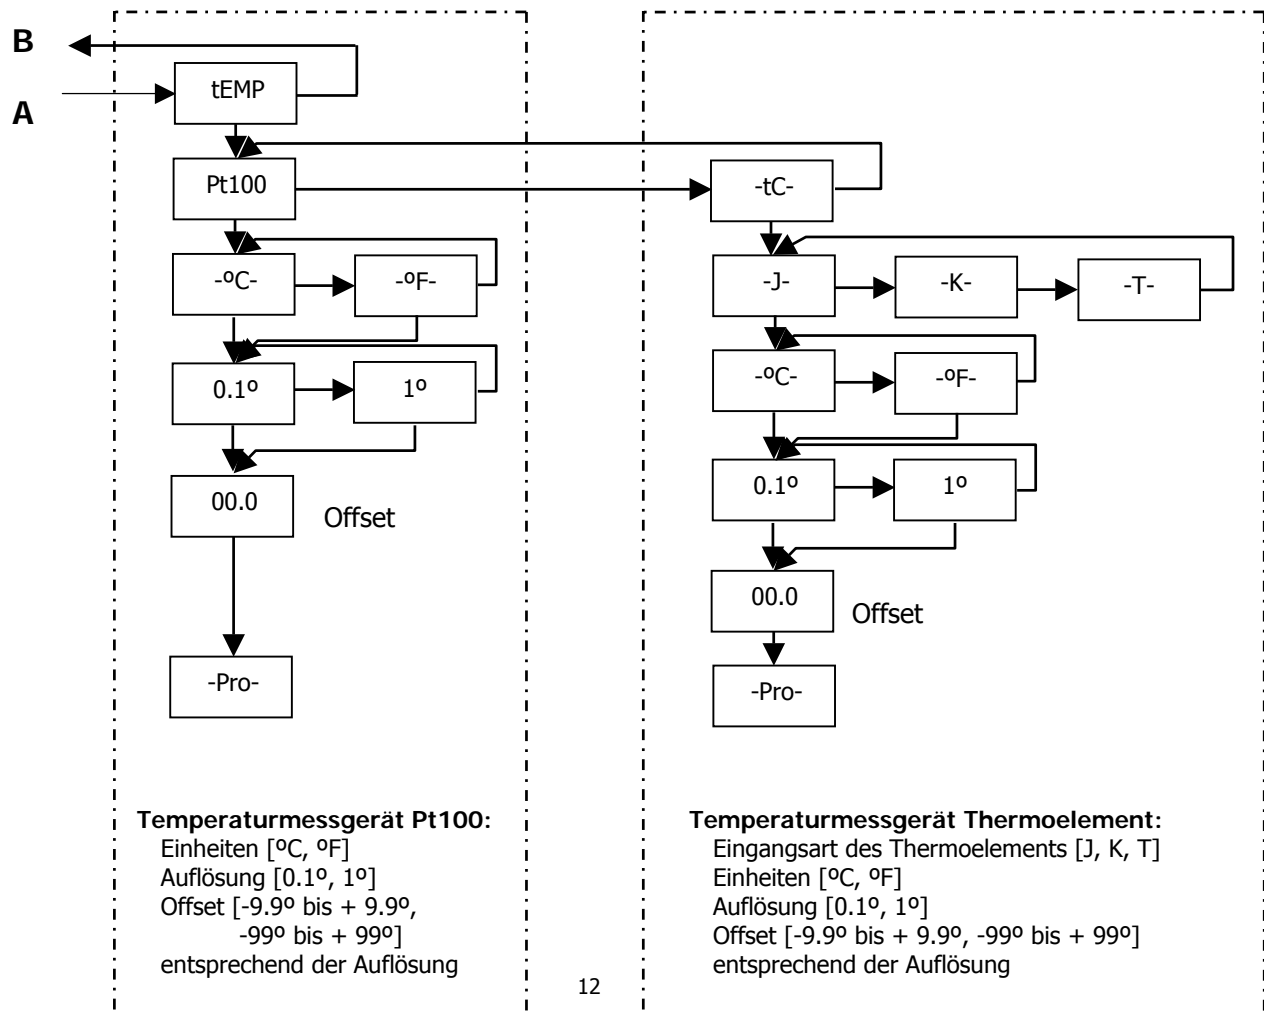 B
A
tEMP
Pt100
-ºC-
-ºF-
0.1º
1º
00.0
Offset
-Pro-
-tC-
-J-
-K-
-T-
-ºC-
-ºF-
0.1º
1º
00.0
Offset
-Pro-
Temperaturmessgerät Pt100:
Einheiten [ºC, ºF]
Auflösung [0.1º, 1º]
Offset [-9.9º bis + 9.9º,
-99º bis + 99º]
entsprechend der Auflösung
Temperaturmessgerät Thermoelement:
Eingangsart des Thermoelements [J, K, T]
Einheiten [ºC, ºF]
Auflösung [0.1º, 1º]
Offset [-9.9º bis + 9.9º, -99º bis + 99º]
entsprechend der Auflösung
12